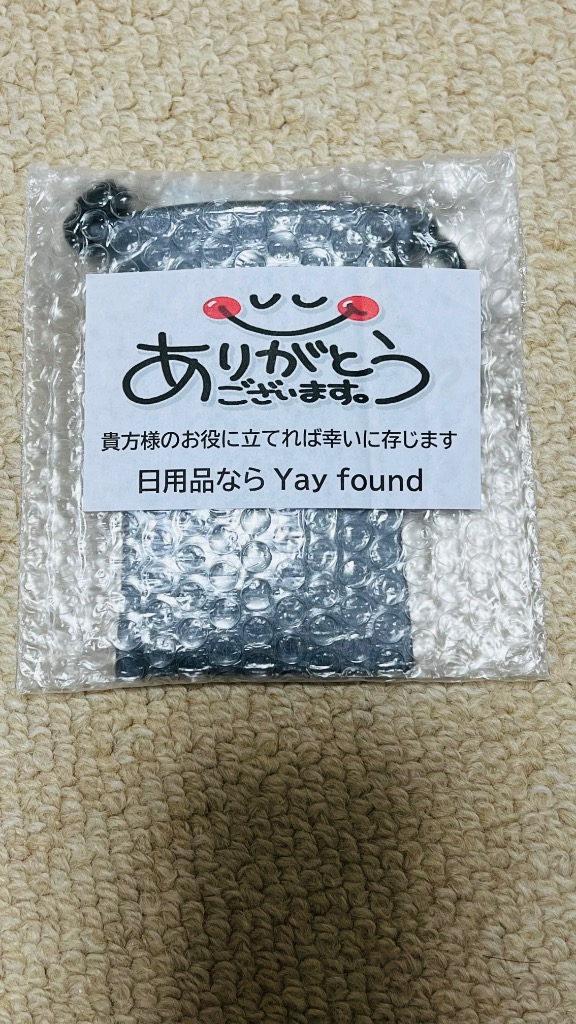 ありがとう
ございます。
貴方様のお役に立てれば幸いに存じます
日用品なら Yay found